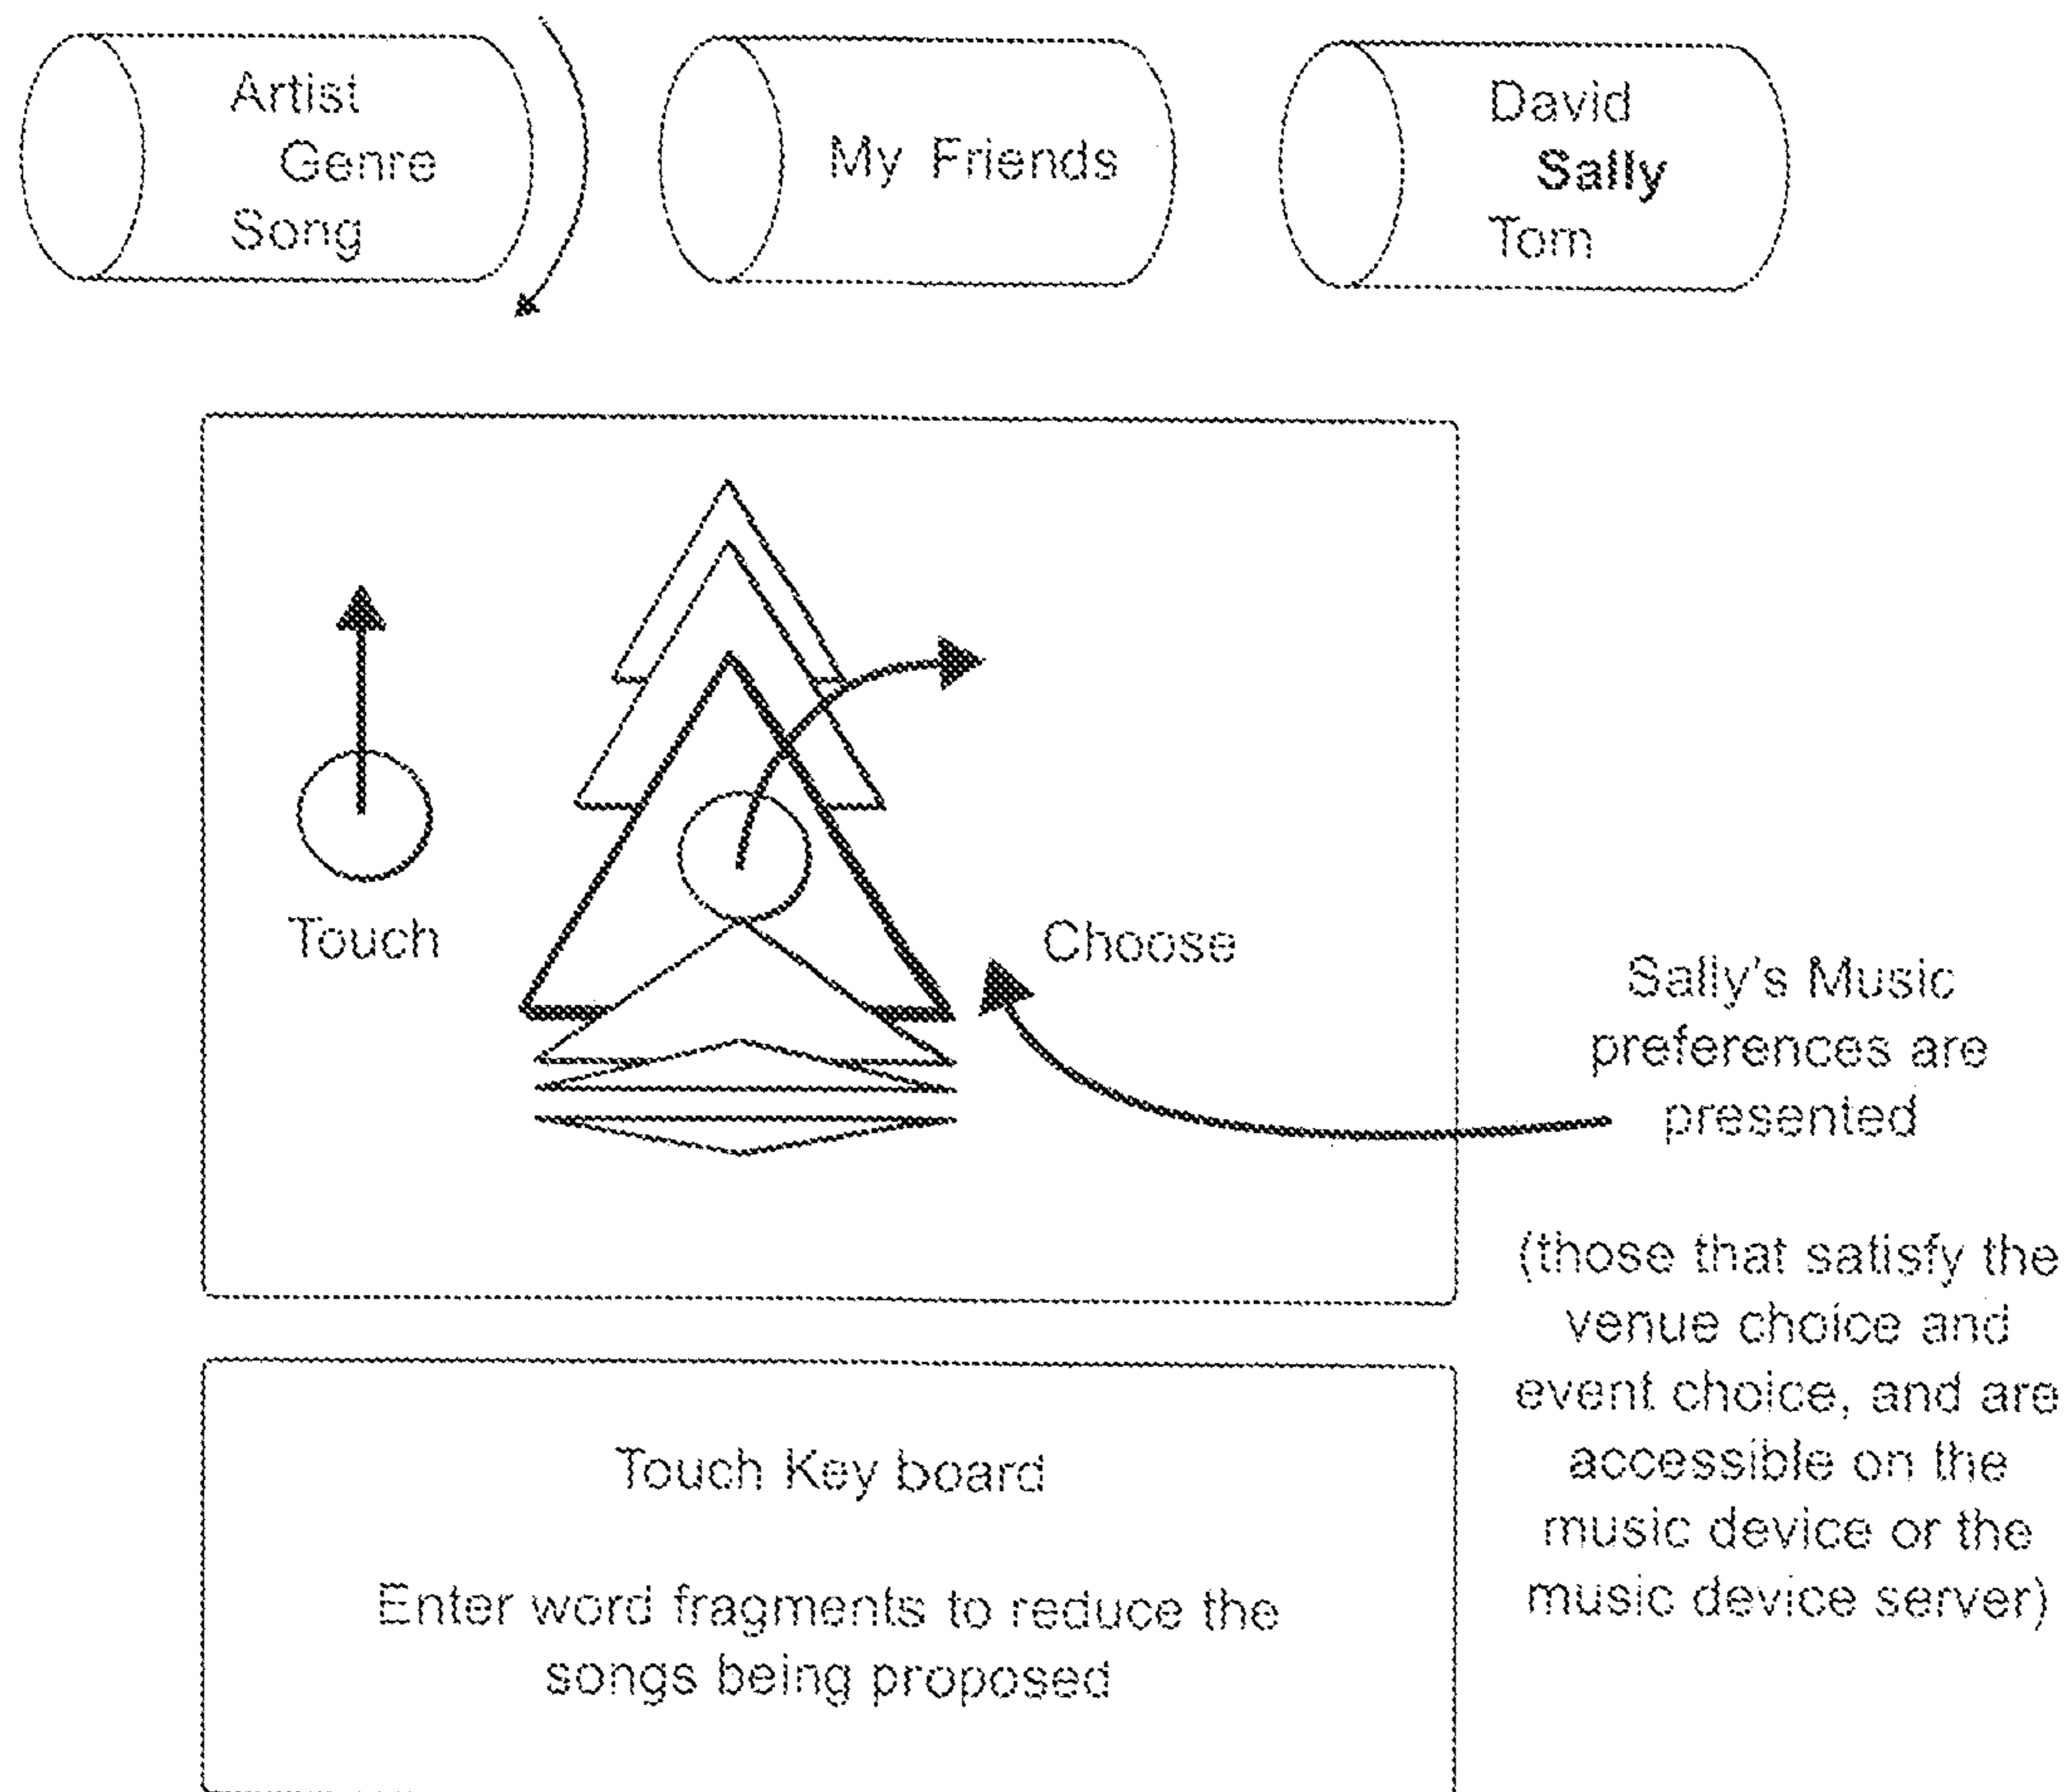 Artist
Genre
Song
My Friends
David
Sally
Tom
Touch
Choose
Sally's Music
preferences are
presented
(those that satisfy the
venue choice and
event choice, and are
accessible on the
music device or the
music device server)
Touch Key board
Enter word fragments to reduce the
songs being proposed